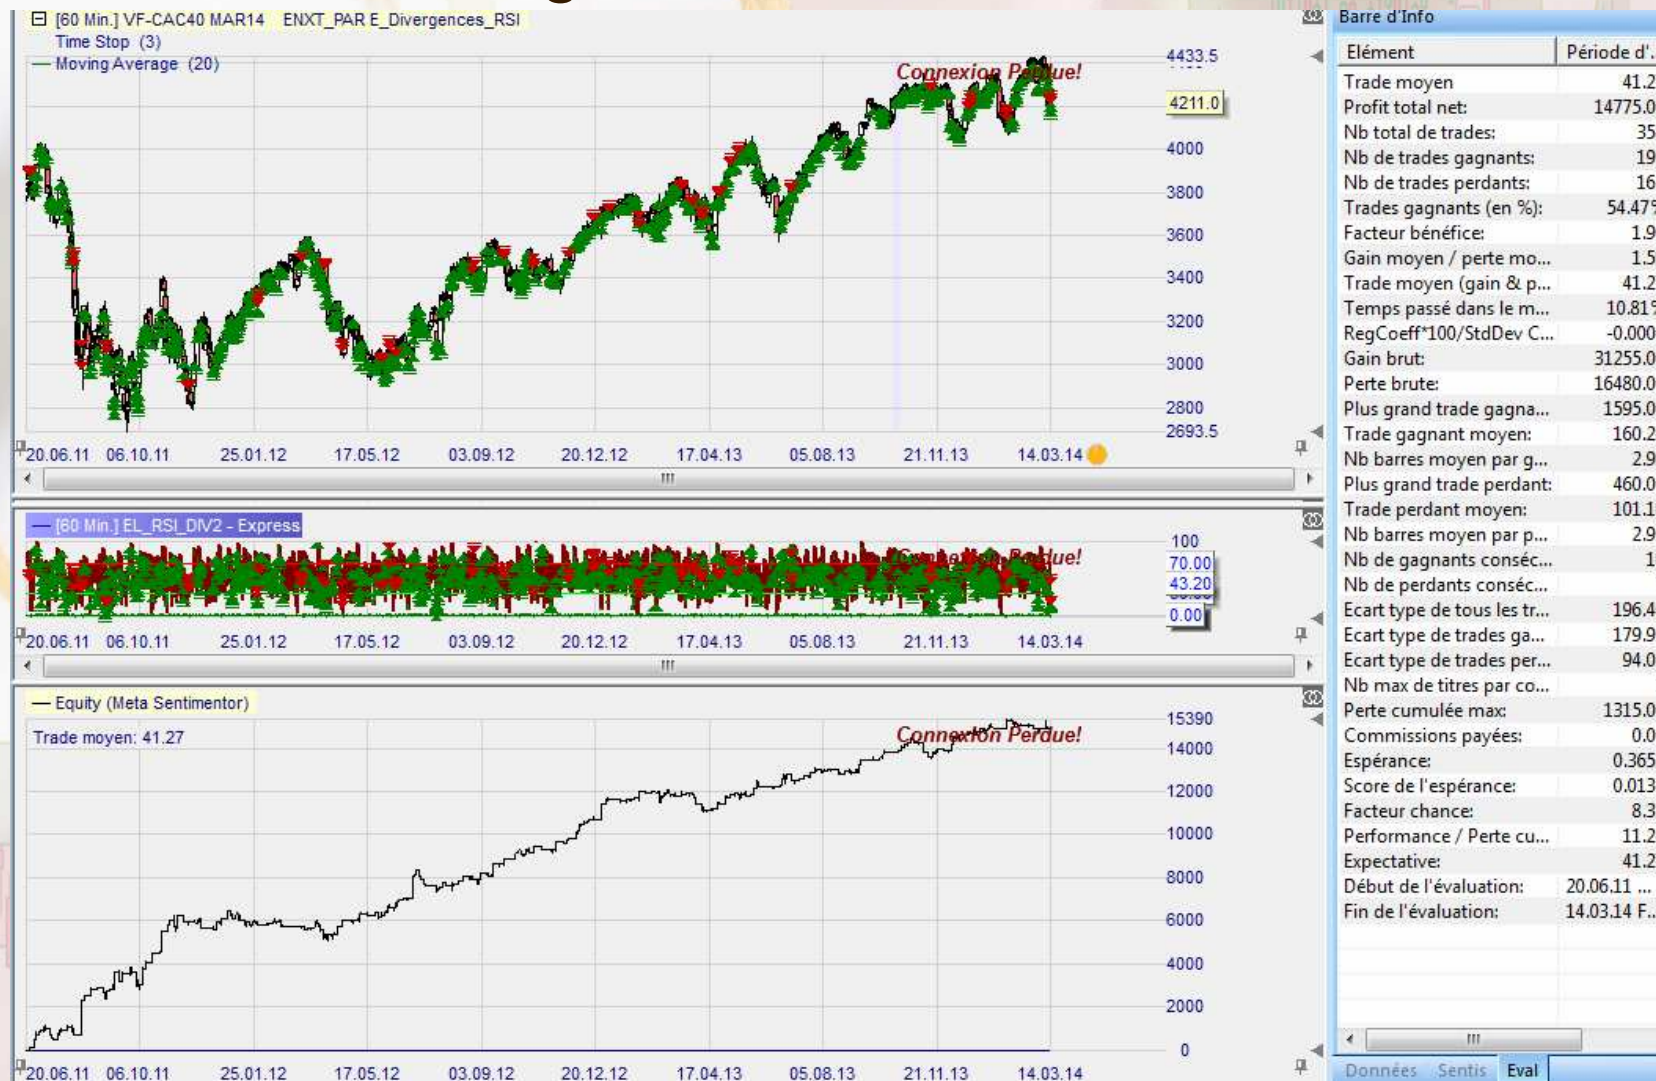 [60 Min.] VF-CAC40 MAR14 ENXT_PAR E_Divergences_RSI
Time Stop (3)
Moving Average (20)
Connexion Perdue!
4433.5
4211.0
4000
3800
3600
3400
3200
3000
2800
2693.5
20.06.11 06.10.11 25.01.12 17.05.12 03.09.12 20.12.12 17.04.13 05.08.13 21.11.13 14.03.14
[60 Min.] EL_RSI_DIV2 - Express
Connexion Perdue!
100
70.00
43.20
0.00
20.06.11 06.10.11 25.01.12 17.05.12 03.09.12 20.12.12 17.04.13 05.08.13 21.11.13 14.03.14
Equity (Meta Sentimentor)
Trade moyen: 41.27
Connexion Perdue!
15390
14000
12000
10000
8000
6000
4000
2000
0
20.06.11 06.10.11 25.01.12 17.05.12 03.09.12 20.12.12 17.04.13 05.08.13 21.11.13 14.03.14
Barre d'Info
Elément Période d'..
Trade moyen 41.2
Profit total net: 14775.0
Nb total de trades: 35
Nb de trades gagnants: 19
Nb de trades perdants: 16
Trades gagnants (en %): 54.47%
Facteur bénéfice: 1.9
Gain moyen / perte mo... 1.5
Trade moyen (gain & p... 41.2
Temps passé dans le m... 10.81%
RegCoeff*100/StdDev C... -0.000
Gain brut: 31255.0
Perte brute: 16480.0
Plus grand trade gagna... 1595.0
Trade gagnant moyen: 160.2
Nb barres moyen par g... 2.9
Plus grand trade perdant: 460.0
Trade perdant moyen: 101.1
Nb barres moyen par p... 2.9
Nb de gagnants conséc... 1
Nb de perdants conséc...
Ecart type de tous les tr... 196.4
Ecart type de trades ga... 179.9
Ecart type de trades per... 94.0
Nb max de titres par co...
Perte cumulée max: 1315.0
Commissions payées: 0.0
Espérance: 0.365
Score de l'espérance: 0.013
Facteur chance: 8.3
Performance / Perte cu... 11.2
Expectative: 41.2
Début de l'évaluation: 20.06.11 ...
Fin de l'évaluation: 14.03.14 F..
Données Sentis Eval